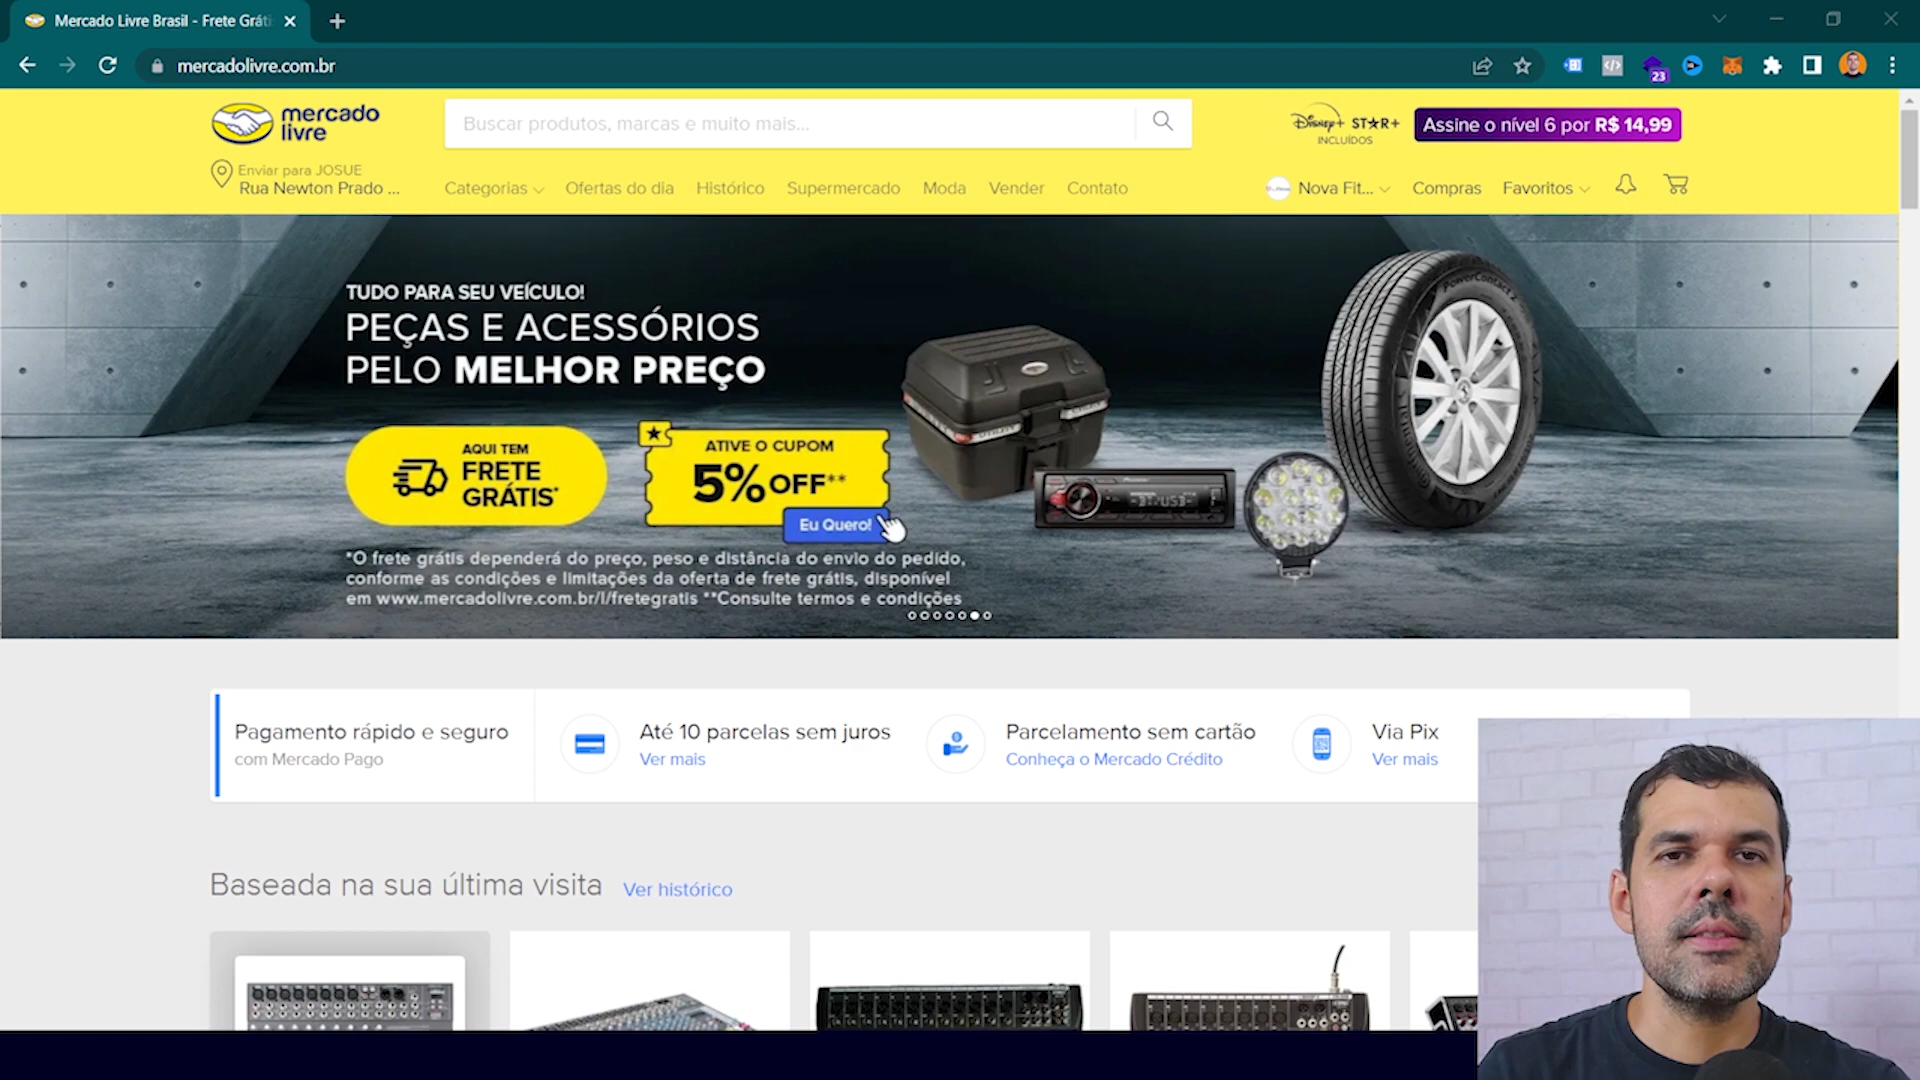 Mercado Livre Brasil - Frete Gráti
mercadolivre.com.br
23
mercado
livre
Buscar produtos, marcas e muito mais...
Disney+ STAR+
INCLUÍDOS
Assine o nível 6 por R$ 14,99
Enviar para JOSUE
Rua Newton Prado ...
Categorias
Ofertas do dia
Histórico
Supermercado
Moda
Vender
Contato
Nova Fit...
Compras
Favoritos
TUDO PARA SEU VEÍCULO!
PEÇAS E ACESSÓRIOS
PELO MELHOR PREÇO
AQUI TEM
FRETE
GRÁTIS*
ATIVE O CUPOM
5% OFF**
Eu Quero!
*O frete grátis dependerá do preço, peso e distância do envio do pedido,
conforme as condições e limitações da oferta de frete grátis, disponível
em www.mercadolivre.com.br/l/fretegratis **Consulte termos e condições
Pagamento rápido e seguro
com Mercado Pago
Até 10 parcelas sem juros
Ver mais
Parcelamento sem cartão
Conheça o Mercado Crédito
Via Pix
Ver mais
Baseada na sua última visita
Ver histórico